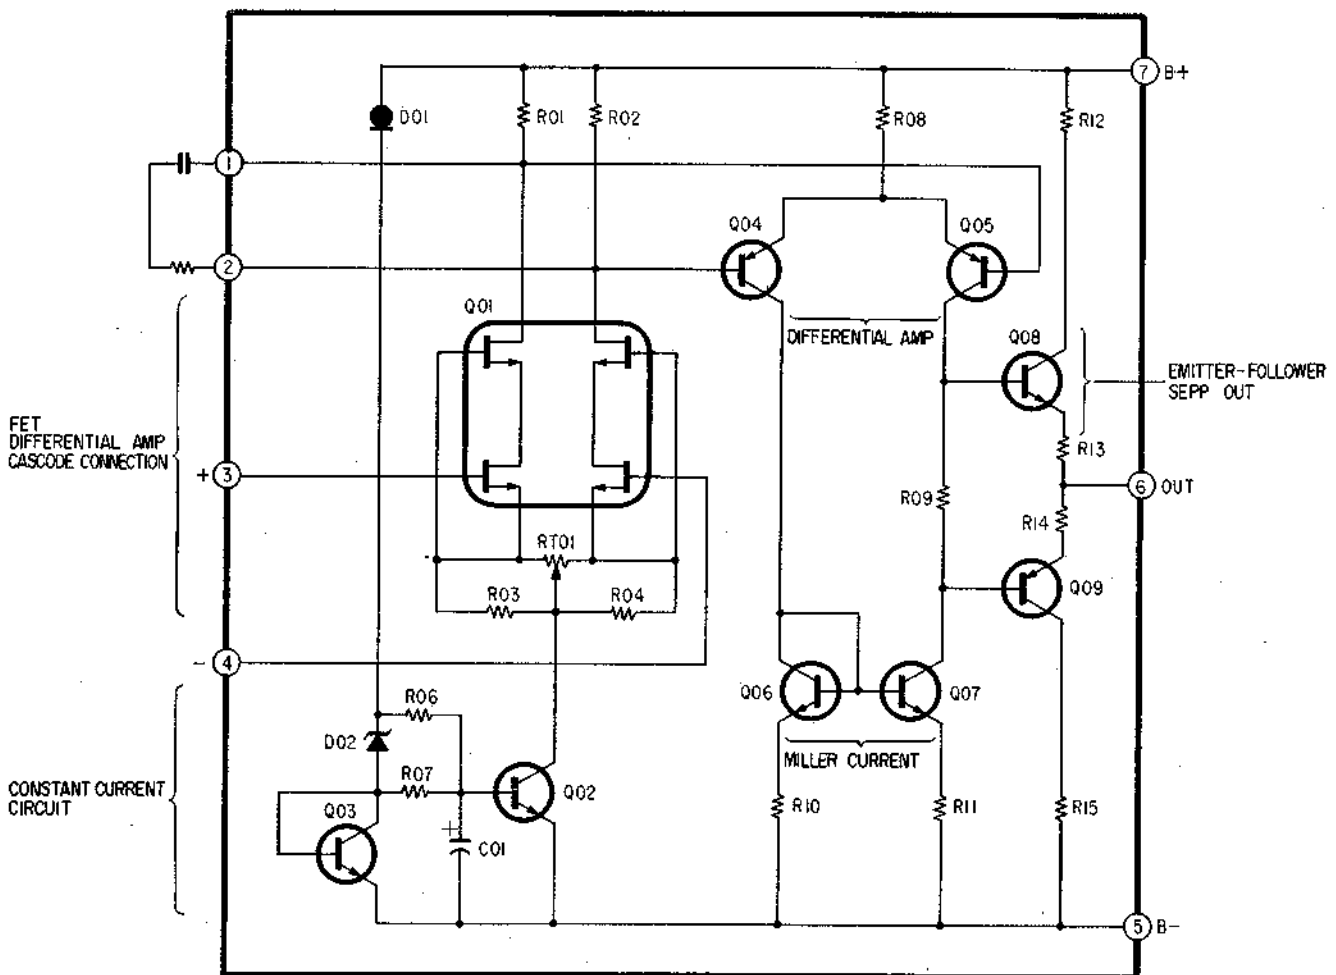 7 B+
D01
R01
R02
R08
R12
1
Q04
Q05
2
Q01
DIFFERENTIAL AMP
Q08
EMITTER-FOLLOWER
SEPP OUT
FET
DIFFERENTIAL AMP
CASCODE CONNECTION
R13
+ 3
6 OUT
R09
R14
RT01
R03
R04
Q09
- 4
Q06
Q07
R06
D02
MILLER CURRENT
R07
CONSTANT CURRENT
CIRCUIT
Q02
R10
R11
R15
Q03
+
C01
5 B-